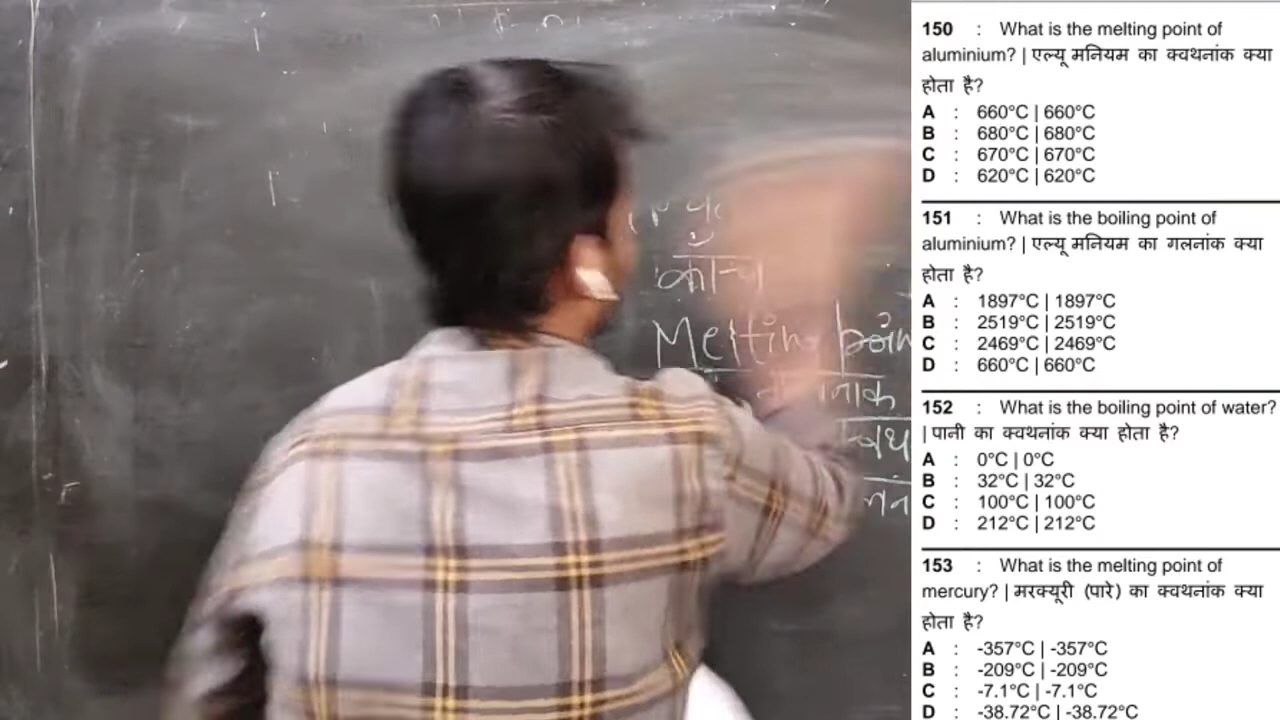 Melting poin
150 : What is the melting point of
aluminium? | एल्यूमनियम का क्वथनांक क्या
होता है?
A : 660°C | 660°C
B : 680°C | 680°C
C : 670°C | 670°C
D : 620°C | 620°C
151 : What is the boiling point of
aluminium? | एल्यूमनियम का गलनांक क्या
होता है?
A : 1897°C | 1897°C
B : 2519°C | 2519°C
C : 2469°C | 2469°C
D : 660°C | 660°C
152 : What is the boiling point of water?
| पानी का क्वथनांक क्या होता है?
A : 0°C | 0°C
B : 32°C | 32°C
C : 100°C | 100°C
D : 212°C | 212°C
153 : What is the melting point of
mercury? | मरक्यूरी (पारे) का क्वथनांक क्या
होता है?
A : -357°C | -357°C
B : -209°C | -209°C
C : -7.1°C | -7.1°C
D : -38.72°C | -38.72°C